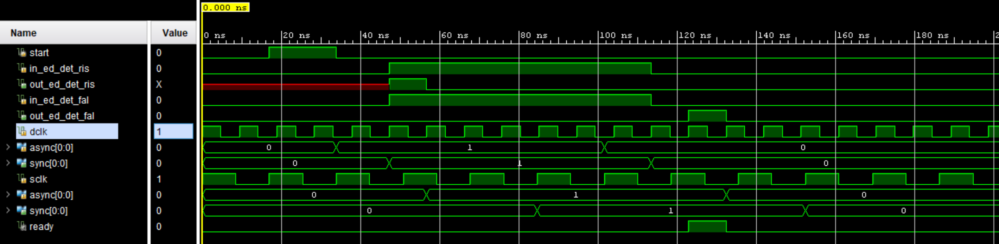 0.000 ns
Name Value
0 ns 20 ns 40 ns 60 ns 80 ns 100 ns 120 ns 140 ns 160 ns 180 ns 2
start 0
in_ed_det_ris 0
out_ed_det_ris X
in_ed_det_fal 0
out_ed_det_fal 0
dclk 1
async[0:0] 0 0 1 0
sync[0:0] 0 0 1 0
sclk 1
async[0:0] 0 0 1 0
sync[0:0] 0 0 1 0
ready 0